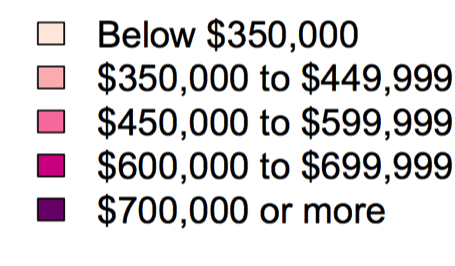 Below $350,000
$350,000 to $449,999
$450,000 to $599,999
$600,000 to $699,999
$700,000 or more